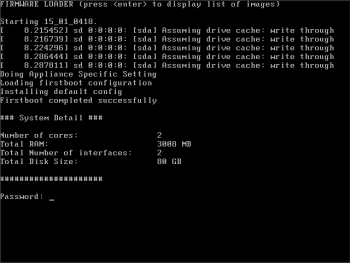 FIRMWARE LOADER (press <enter> to display list of images)
Starting 15_01_0418.
[    8.215452] sd 0:0:0:0: [sda] Assuming drive cache: write through
[    8.216739] sd 0:0:0:0: [sda] Assuming drive cache: write through
[    8.224296] sd 0:0:0:0: [sda] Assuming drive cache: write through
[    8.286444] sd 0:0:0:0: [sda] Assuming drive cache: write through
[    8.287811] sd 0:0:0:0: [sda] Assuming drive cache: write through
Doing Appliance Specific Setting
Loading firstboot configuration
Installing default config
Firstboot completed successfully
### System Detail ###
Number of cores: 2
Total RAM: 3008 MB
Total Number of interfaces: 2
Total Disk Size: 80 GB
######################
Password: _